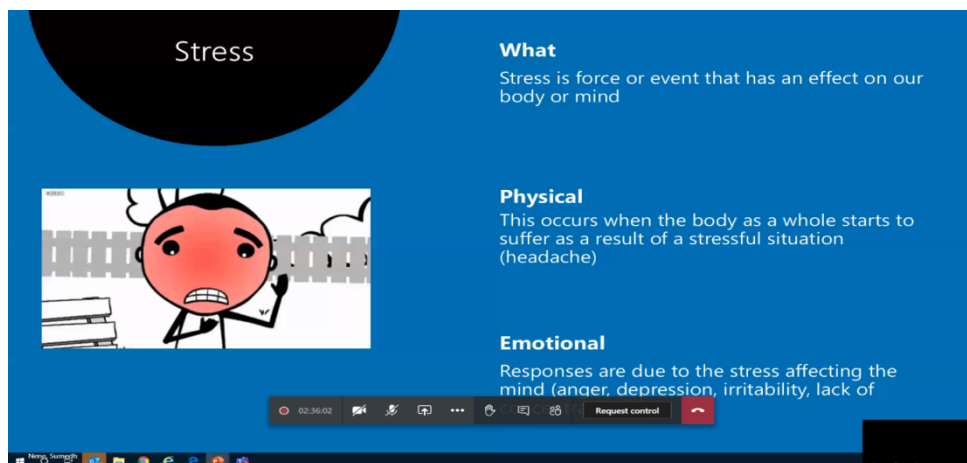 Stress
What
Stress is force or event that has an effect on our
body or mind
Physical
This occurs when the body as a whole starts to
suffer as a result of a stressful situation
(headache)
Emotional
Responses are due to the stress affecting the
mind (anger, depression, irritability, lack of
02:36:02
Request control
Nene, Sumedh